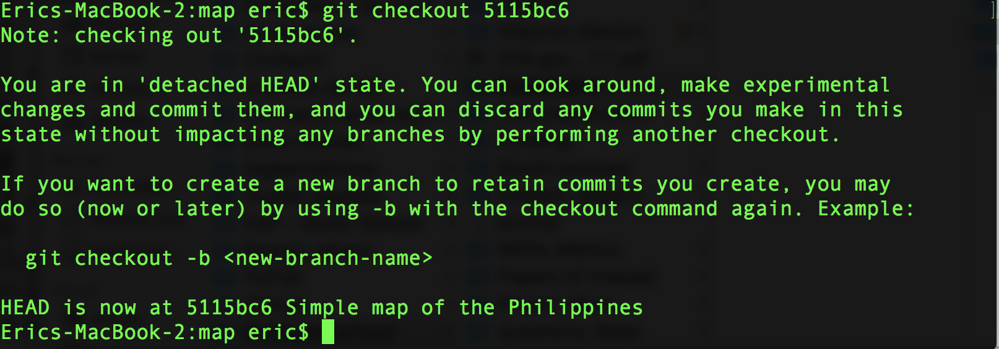 Erics-MacBook-2:map eric$ git checkout 5115bc6 ]
Note: checking out '5115bc6'.
You are in 'detached HEAD' state. You can look around, make experimental
changes and commit them, and you can discard any commits you make in this
state without impacting any branches by performing another checkout.
If you want to create a new branch to retain commits you create, you may
do so (now or later) by using -b with the checkout command again. Example:
git checkout -b <new-branch-name>
HEAD is now at 5115bc6 Simple map of the Philippines
Erics-MacBook-2:map eric$